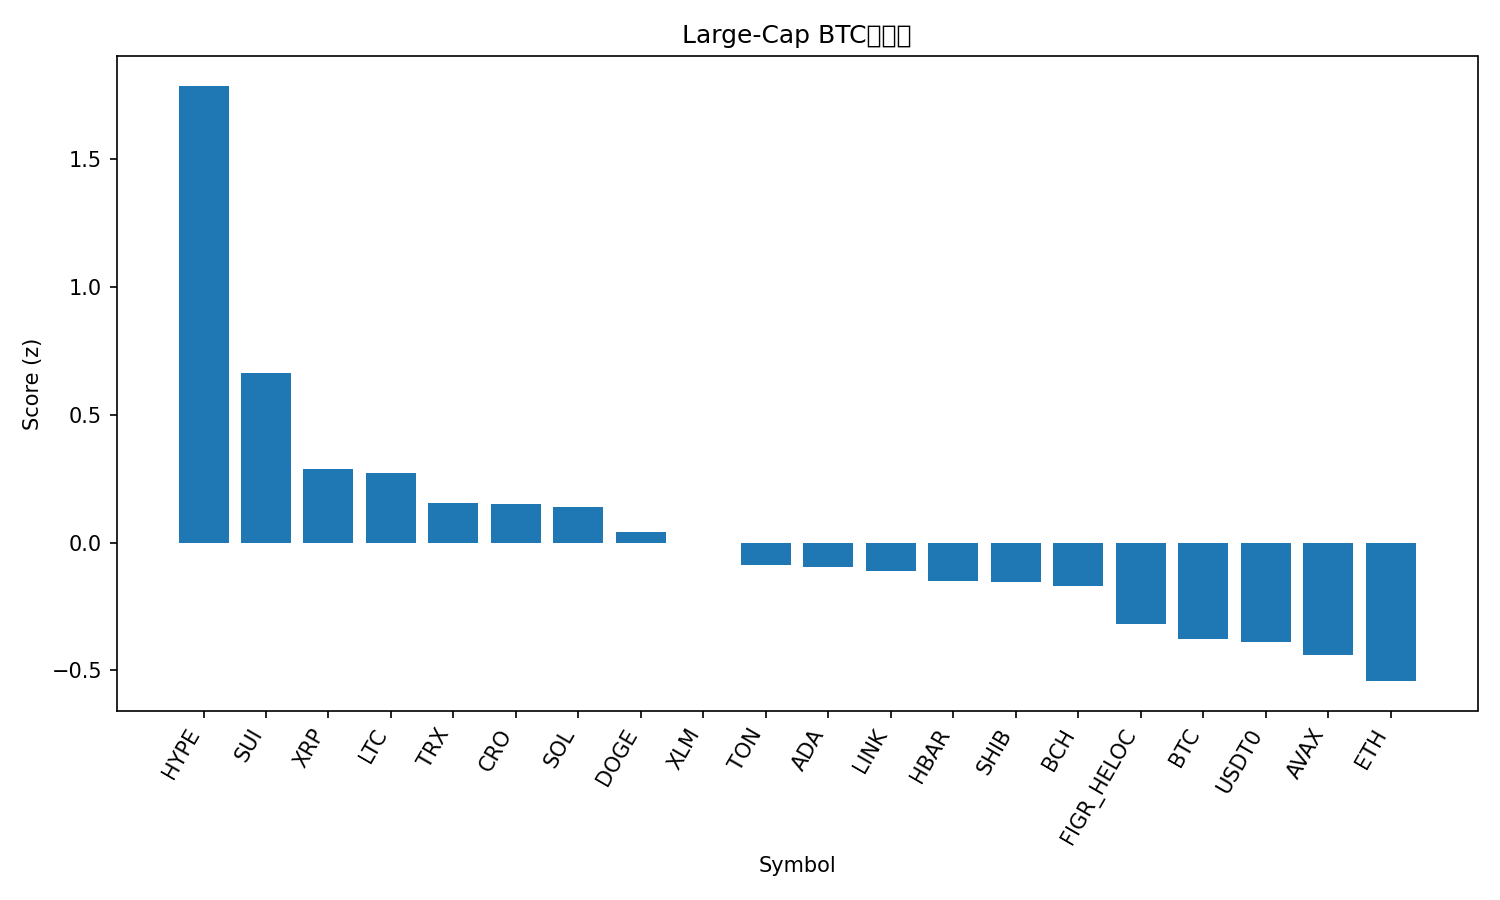 Large-Cap BTC
Score (z)
1.5
1.0
0.5
0.0
−0.5
HYPE
SUI
XRP
LTC
TRX
CRO
SOL
DOGE
XLM
TON
ADA
LINK
HBAR
SHIB
BCH
FIGR_HELOC
BTC
USDT0
AVAX
ETH
Symbol